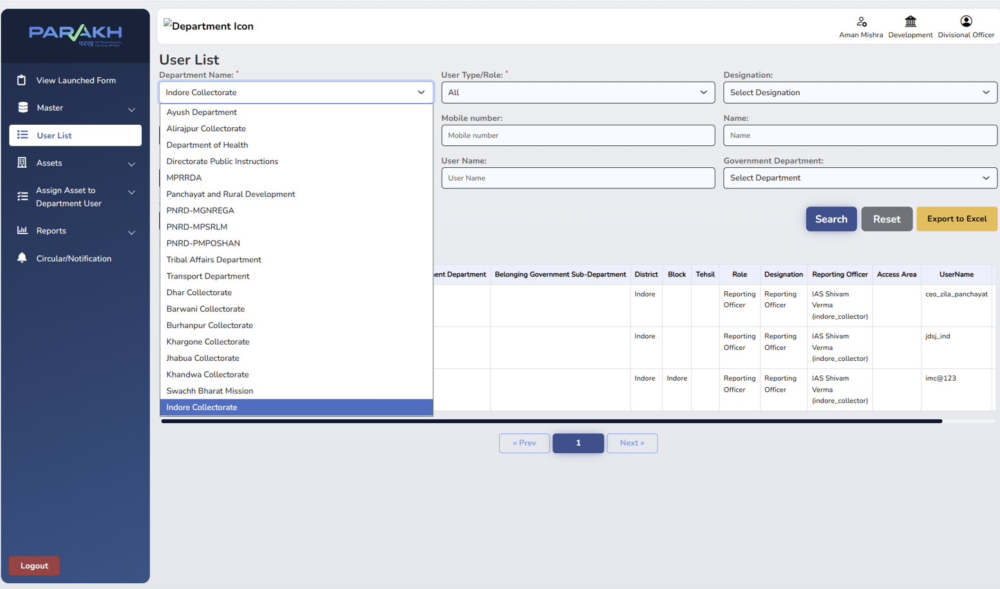 PARAKH
परख
View Launched Form
Master
User List
Assets
Assign Asset to
Department User
Reports
Circular/Notification
Logout
Department Icon
Aman Mishra
Development
Divisional Officer
User List
Department Name: *
Indore Collectorate
Ayush Department
Alirajpur Collectorate
Department of Health
Directorate Public Instructions
MPRRDA
Panchayat and Rural Development
PNRD-MGNREGA
PNRD-MPSRLM
PNRD-PMPOSHAN
Tribal Affairs Department
Transport Department
Dhar Collectorate
Barwani Collectorate
Burhanpur Collectorate
Khargone Collectorate
Jhabua Collectorate
Khandwa Collectorate
Swachh Bharat Mission
Indore Collectorate
User Type/Role: *
All
Designation:
Select Designation
Mobile number:
Mobile number
Name:
Name
User Name:
User Name
Government Department:
Select Department
Search
Reset
Export to Excel
Department Belonging Government Sub-Department District Block Tehsil Role Designation Reporting Officer Access Area UserName
Indore Reporting Officer Reporting Officer IAS Shivam Verma (indore_collector) ceo_zila_panchayat
Indore Reporting Officer Reporting Officer IAS Shivam Verma (indore_collector) jdsj_ind
Indore Indore Reporting Officer Reporting Officer IAS Shivam Verma (indore_collector) imc@123
« Prev
1
Next »